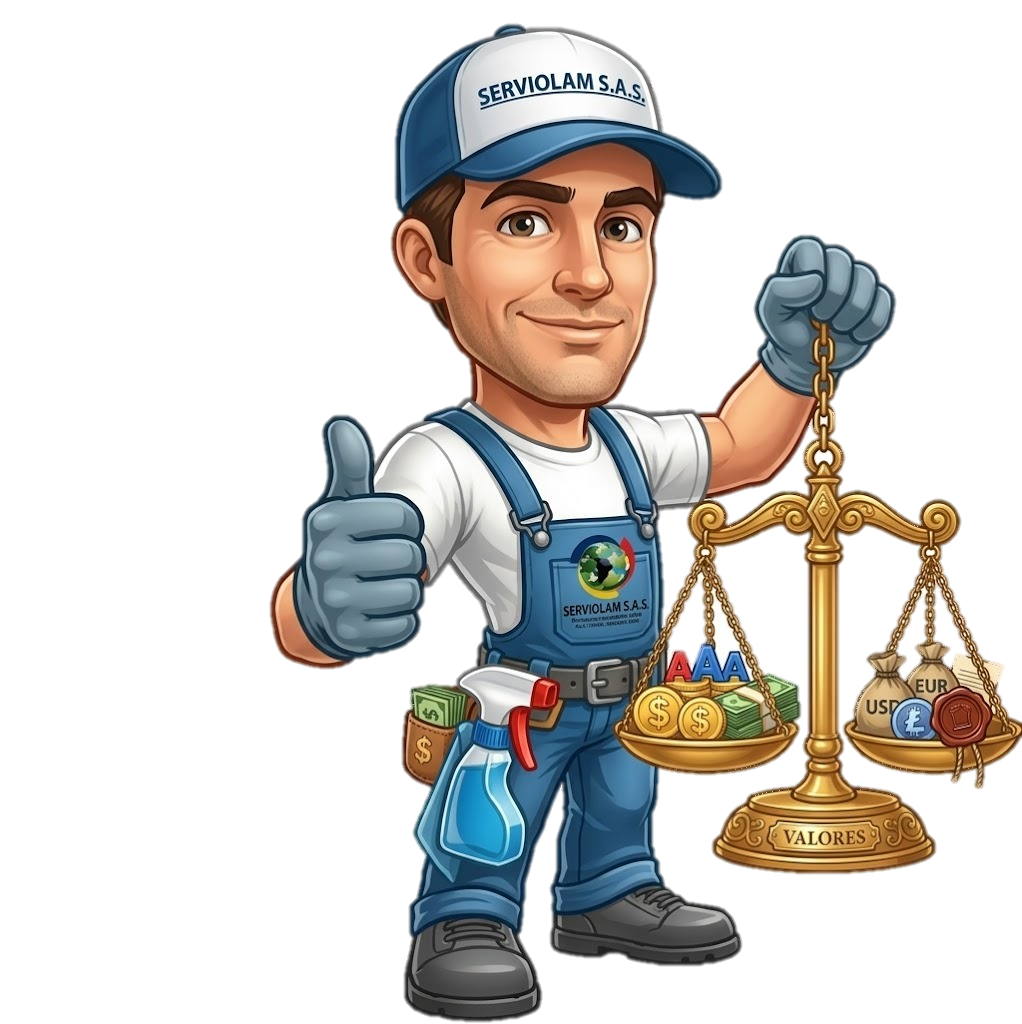 SERVIOLAM S.A.S.
SERVIOLAM S.A.S.
AAA
$ $
$
$
USD
EUR
Ł
VALORES